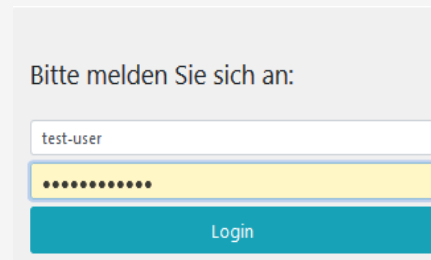 Bitte melden Sie sich an:
test-user
••••••••••••
Login